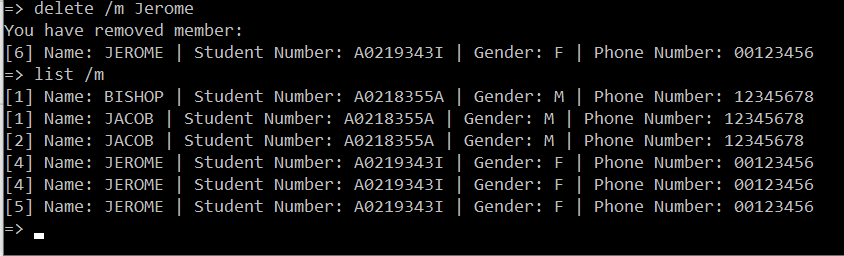 => delete /m Jerome
You have removed member:
[6] Name: JEROME | Student Number: A0219343I | Gender: F | Phone Number: 00123456
=> list /m
[1] Name: BISHOP | Student Number: A0218355A | Gender: M | Phone Number: 12345678
[1] Name: JACOB | Student Number: A0218355A | Gender: M | Phone Number: 12345678
[2] Name: JACOB | Student Number: A0218355A | Gender: M | Phone Number: 12345678
[4] Name: JEROME | Student Number: A0219343I | Gender: F | Phone Number: 00123456
[4] Name: JEROME | Student Number: A0219343I | Gender: F | Phone Number: 00123456
[5] Name: JEROME | Student Number: A0219343I | Gender: F | Phone Number: 00123456
=>